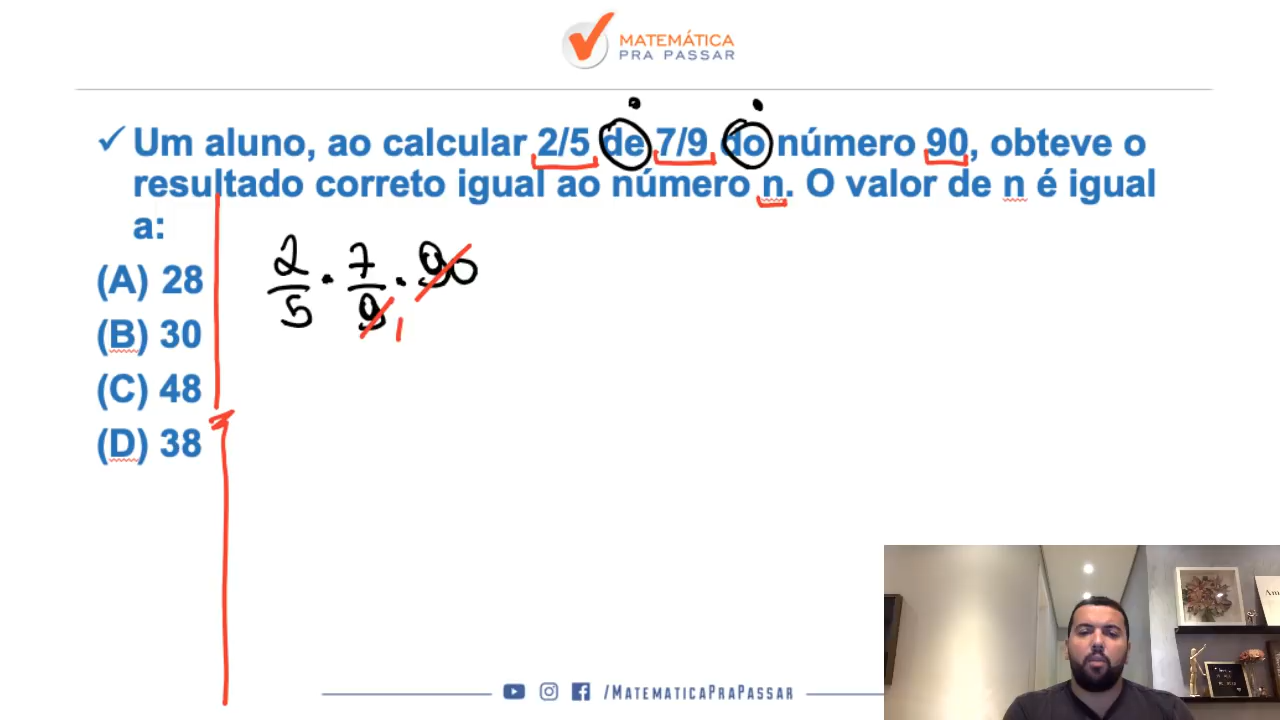 MATEMÁTICA
PRA PASSAR
✓ Um aluno, ao calcular 2/5 de 7/9 do número 90, obteve o
resultado correto igual ao número n. O valor de n é igual
a:
(A) 28
(B) 30
(C) 48
(D) 38
2/5 · 7/9 · 90
1
/MATEMATICAPRAPASSAR